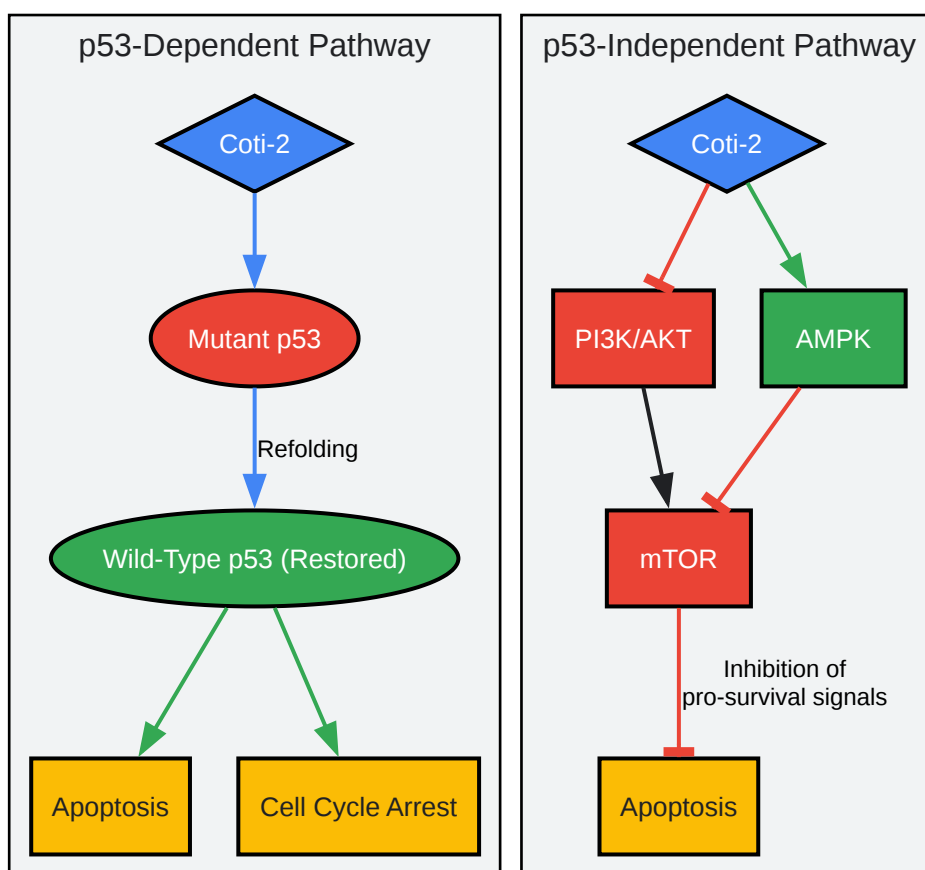 p53-Dependent Pathway
Coti-2
Mutant p53
Refolding
Wild-Type p53 (Restored)
Apoptosis
Cell Cycle Arrest
p53-Independent Pathway
Coti-2
PI3K/AKT
AMPK
mTOR
Inhibition of
pro-survival signals
Apoptosis